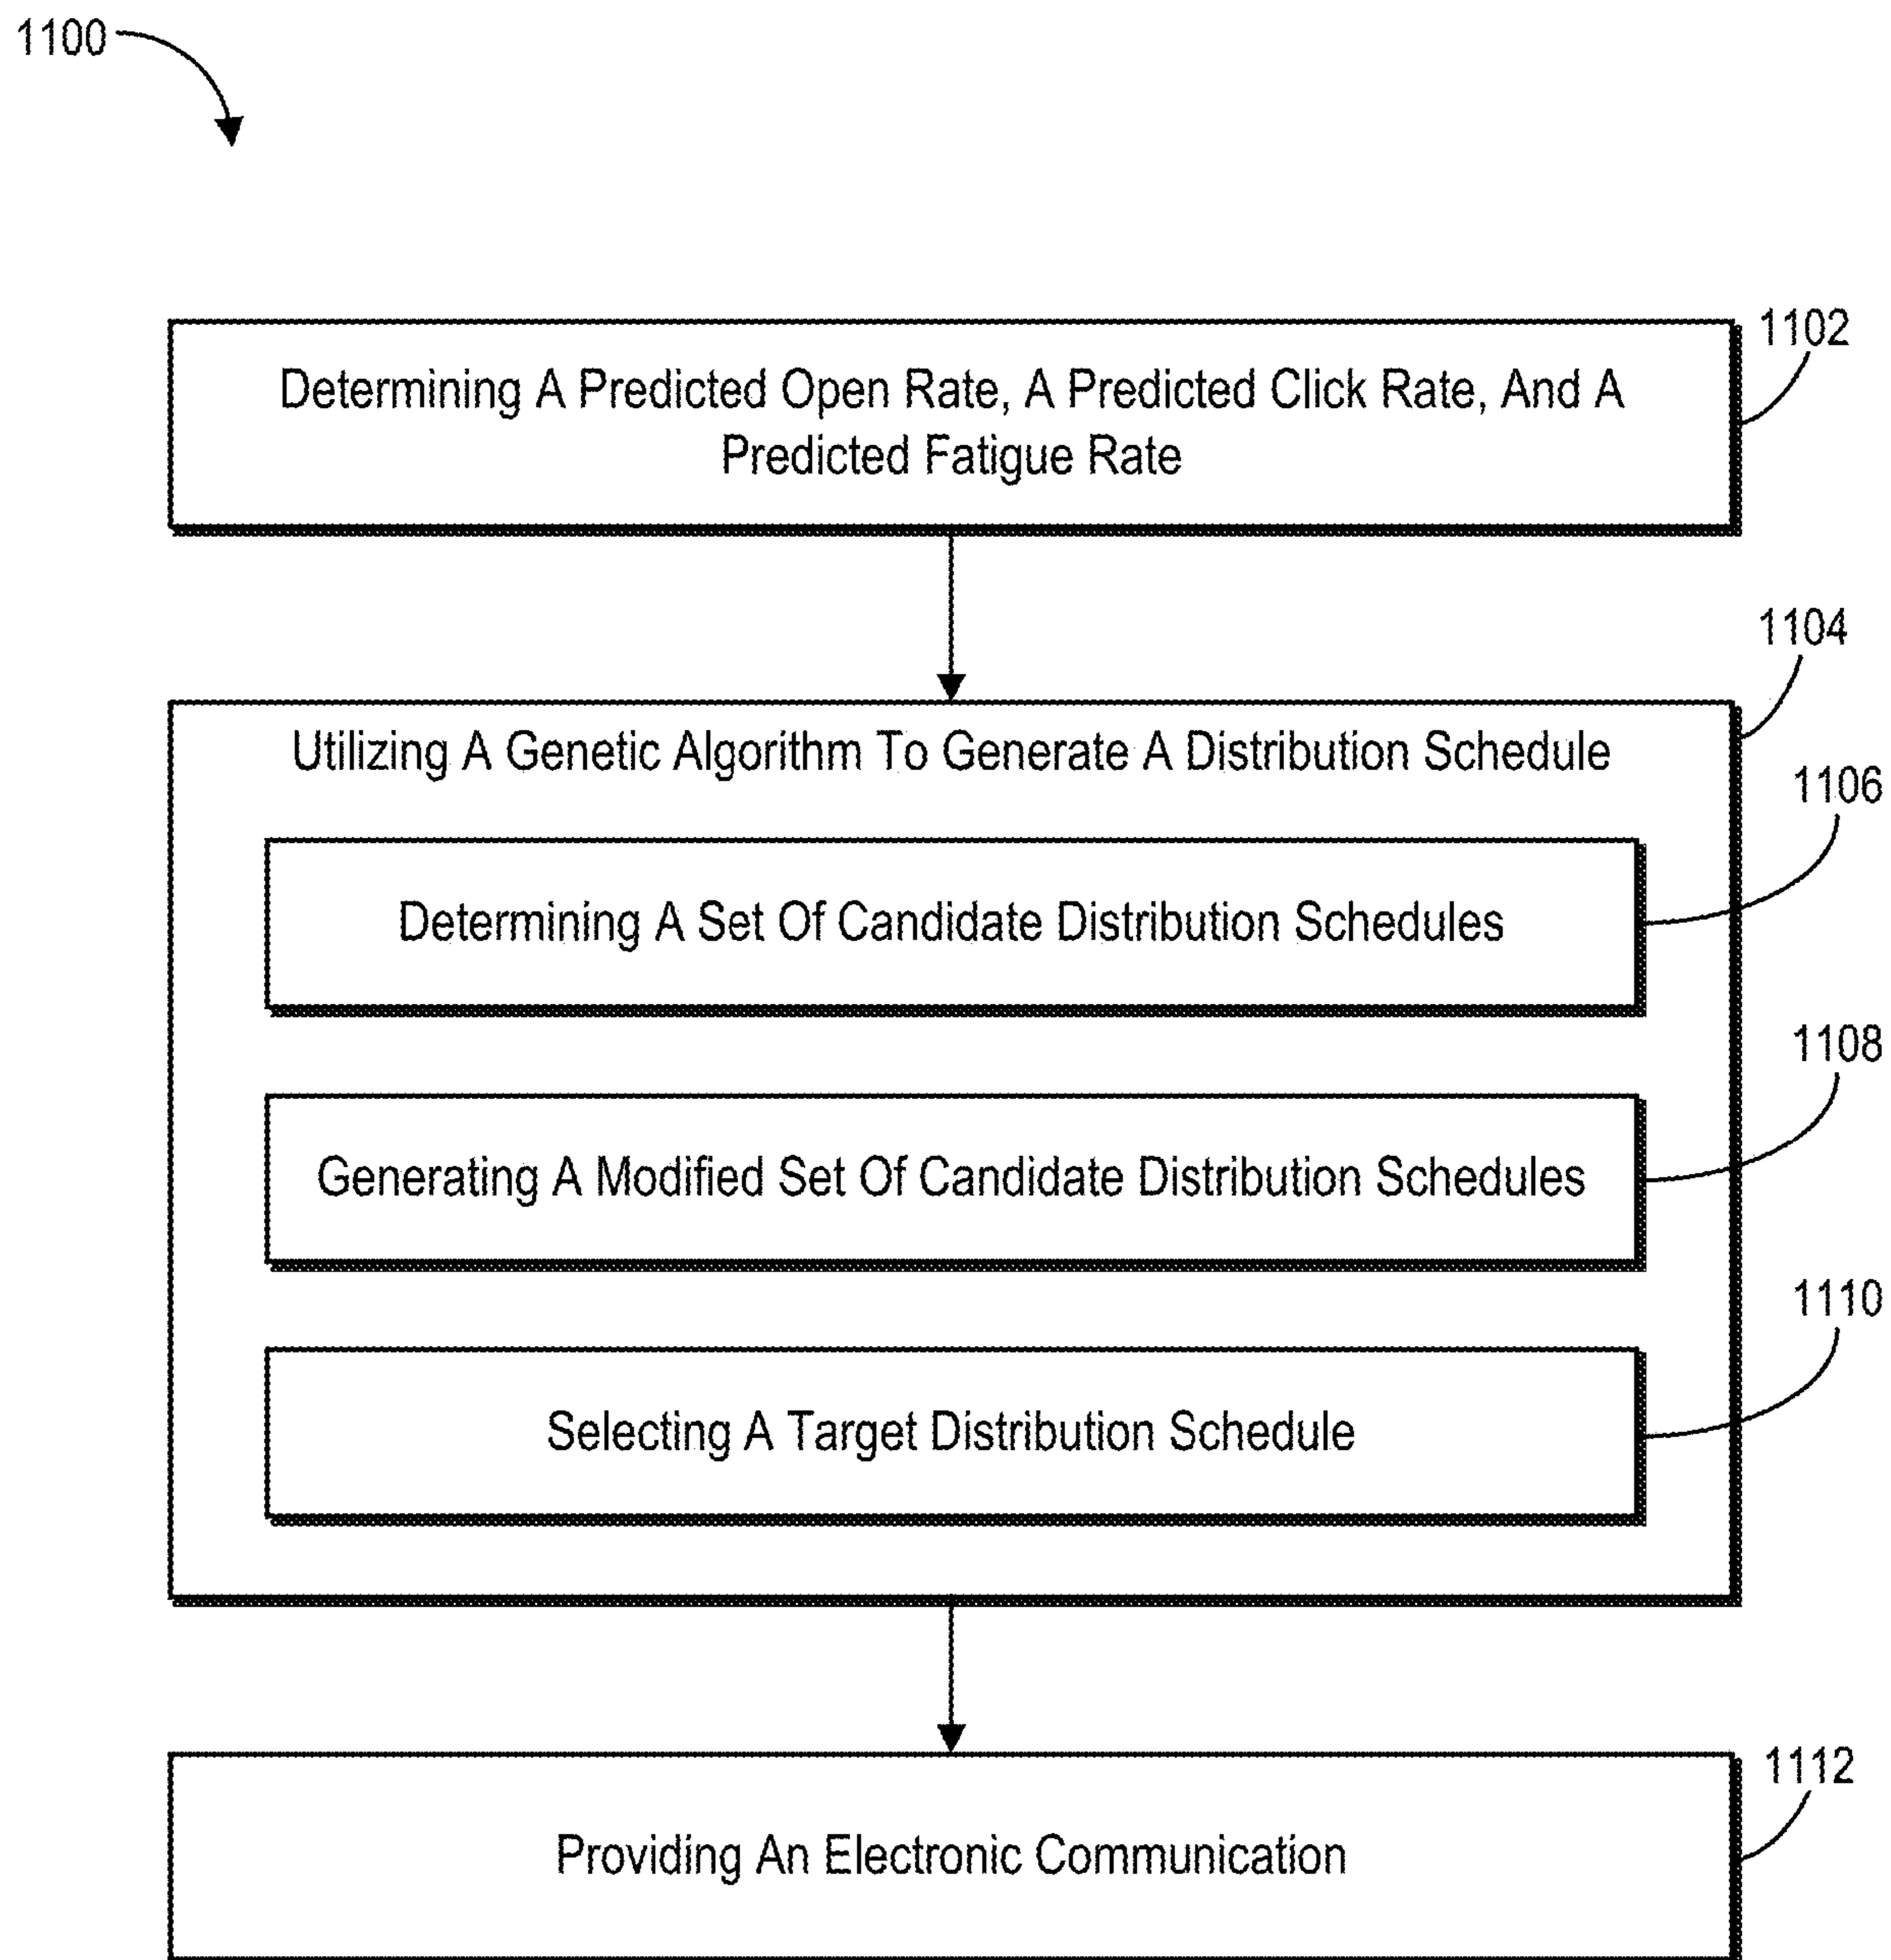 1100
1102
Determining A Predicted Open Rate, A Predicted Click Rate, And A
Predicted Fatigue Rate
1104
Utilizing A Genetic Algorithm To Generate A Distribution Schedule
1106
Determining A Set Of Candidate Distribution Schedules
1108
Generating A Modified Set Of Candidate Distribution Schedules
1110
Selecting A Target Distribution Schedule
1112
Providing An Electronic Communication